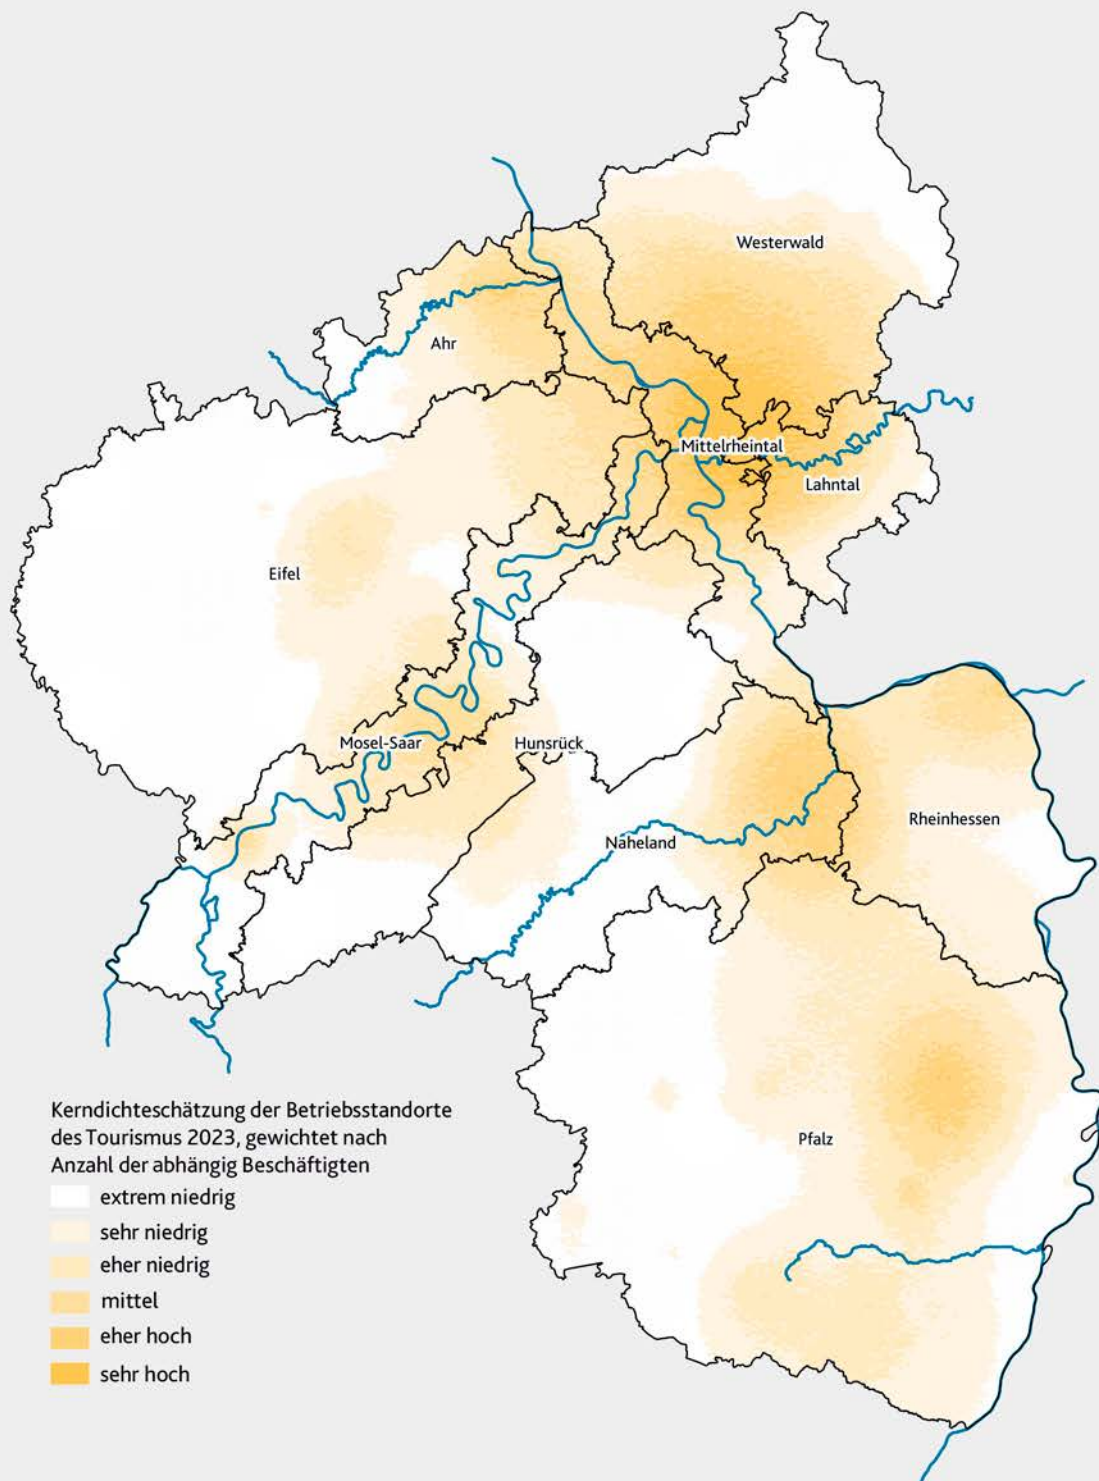 Westerwald
Ahr
Mittelrheintal
Lahntal
Eifel
Mosel-Saar
Hunsrück
Rheinhessen
Naheland
Pfalz
Kerndichteschätzung der Betriebsstandorte
des Tourismus 2023, gewichtet nach
Anzahl der abhängig Beschäftigten
extrem niedrig
sehr niedrig
eher niedrig
mittel
eher hoch
sehr hoch